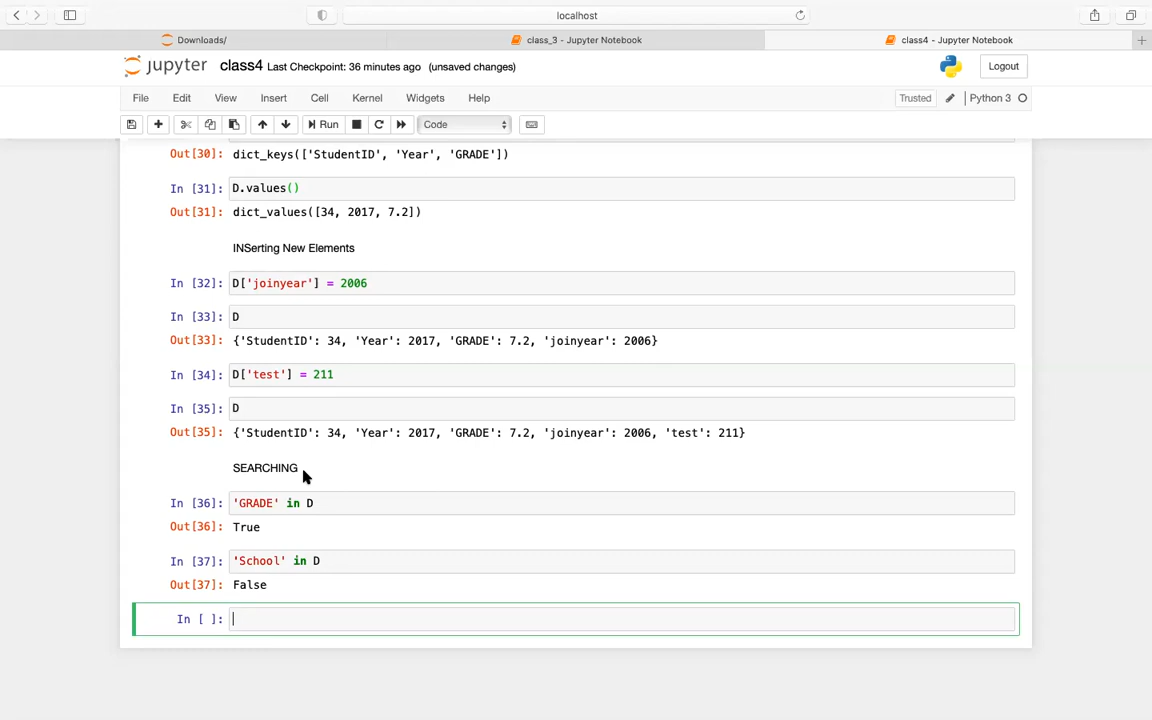 localhost
Downloads/
class_3 - Jupyter Notebook
class4 - Jupyter Notebook
jupyter class4 Last Checkpoint: 36 minutes ago (unsaved changes)
Logout
File Edit View Insert Cell Kernel Widgets Help
Trusted Python 3
Run Code
Out[30]: dict_keys(['StudentID', 'Year', 'GRADE'])
In [31]: D.values()
Out[31]: dict_values([34, 2017, 7.2])
INSerting New Elements
In [32]: D['joinyear'] = 2006
In [33]: D
Out[33]: {'StudentID': 34, 'Year': 2017, 'GRADE': 7.2, 'joinyear': 2006}
In [34]: D['test'] = 211
In [35]: D
Out[35]: {'StudentID': 34, 'Year': 2017, 'GRADE': 7.2, 'joinyear': 2006, 'test': 211}
SEARCHING
In [36]: 'GRADE' in D
Out[36]: True
In [37]: 'School' in D
Out[37]: False
In [ ]: